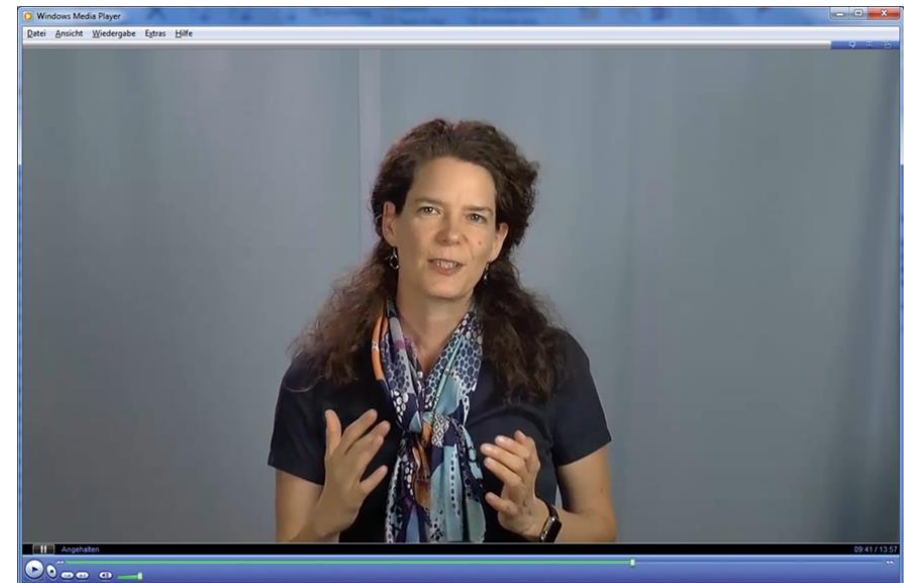 Windows Media Player
Datei Ansicht Wiedergabe Extras Hilfe
Angehalten 09:41 / 13:57